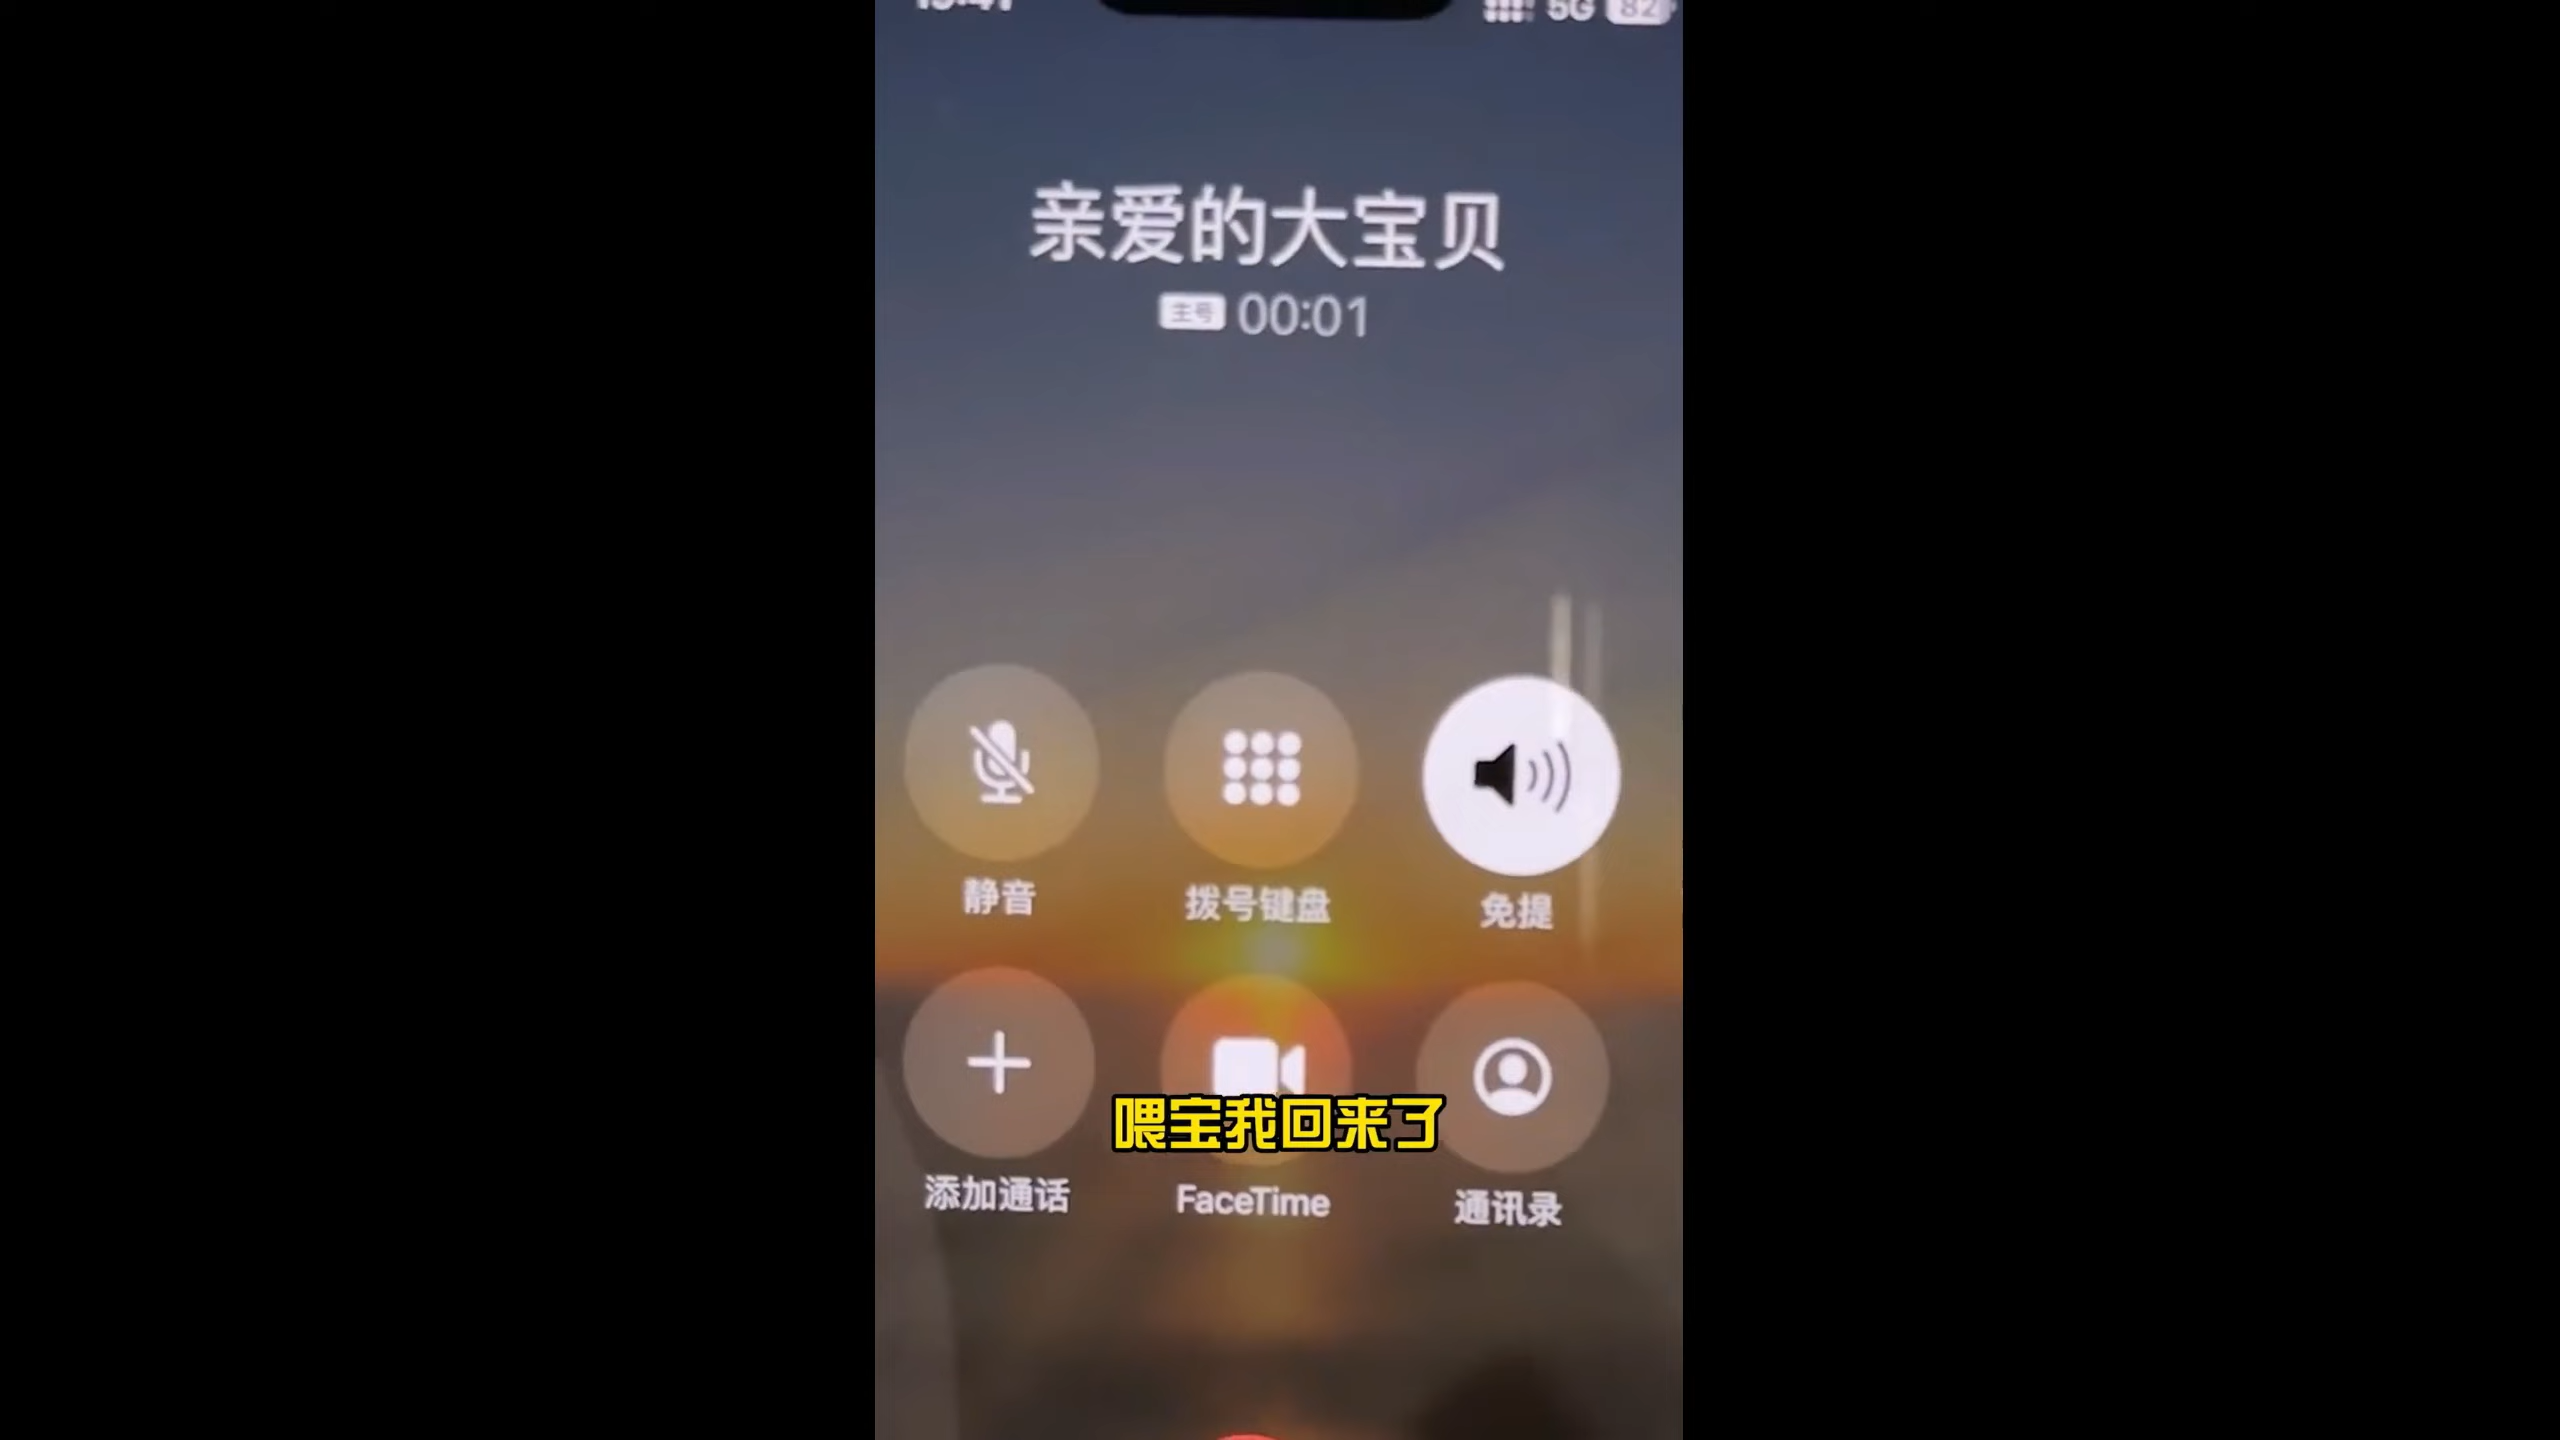 5G 82
亲爱的大宝贝
主号 00:01
静音 拨号键盘 免提
喂宝我回来了
添加通话 FaceTime 通讯录